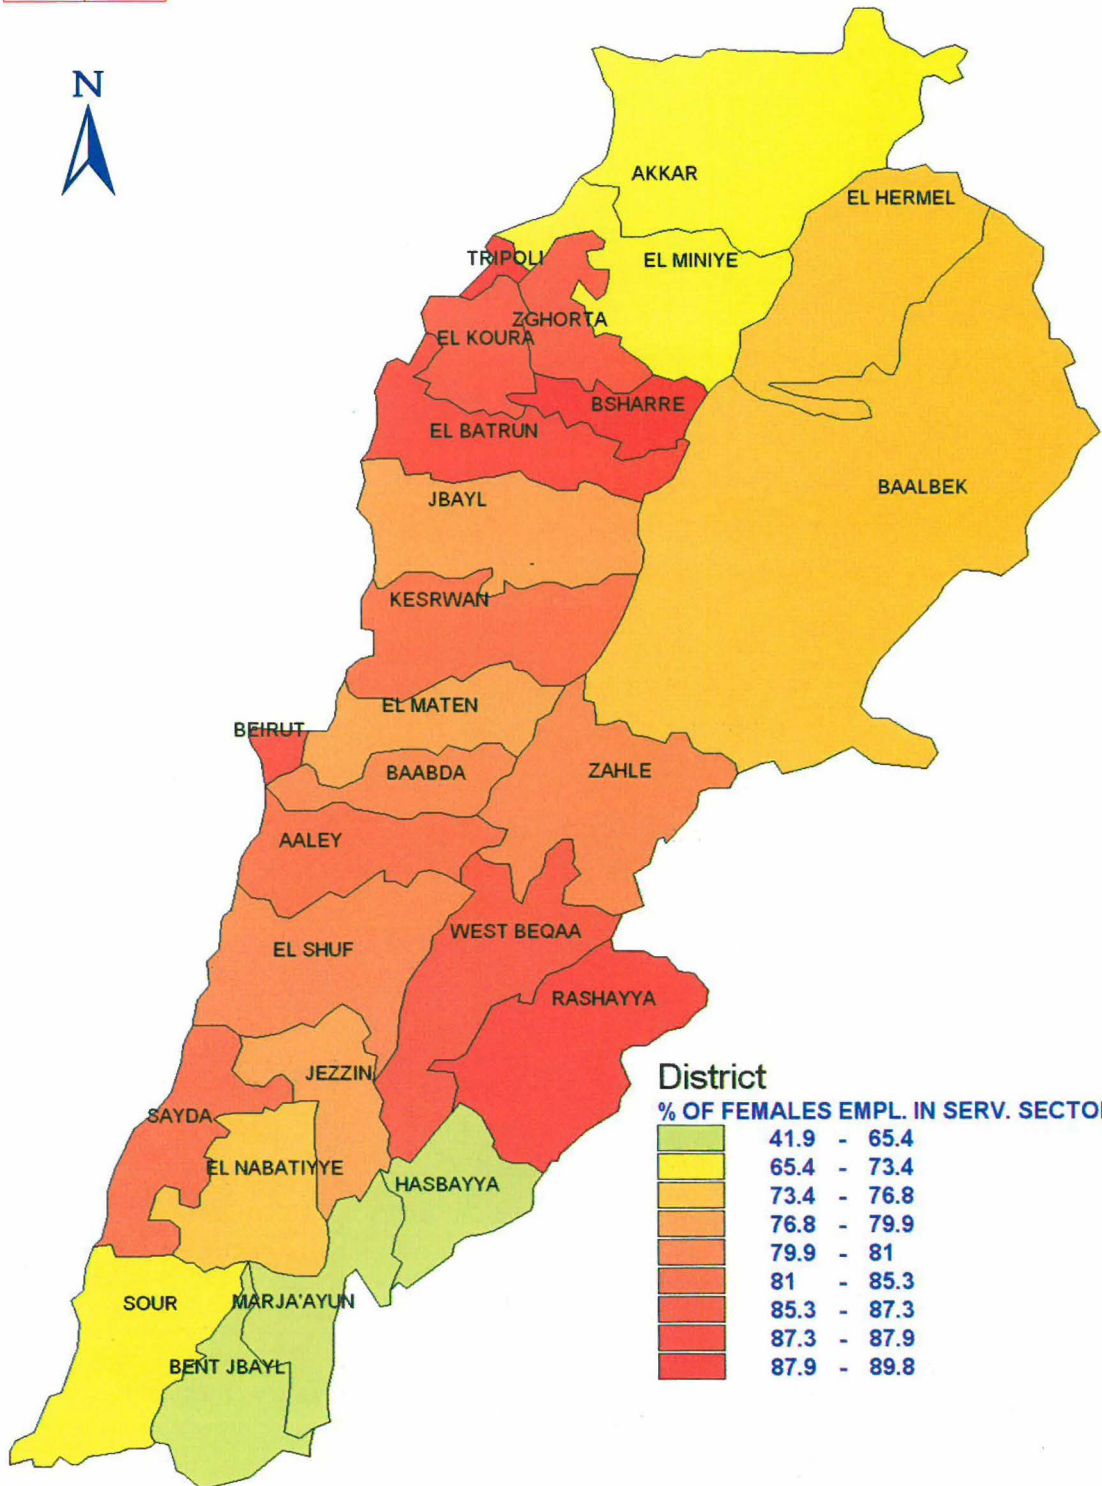 N
AKKAR
EL HERMEL
TRIPOLI
EL MINIYE
ZGHORTA
EL KOURA
BSHARRE
EL BATRUN
BAALBEK
JBAYL
KESRWAN
EL MATEN
BEIRUT
BAABDA
ZAHLE
AALEY
WEST BEQAA
EL SHUF
RASHAYYA
JEZZIN
SAYDA
EL NABATIYYE
HASBAYYA
SOUR
MARJA'AYUN
BENT JBAYL
District
% OF FEMALES EMPL. IN SERV. SECTO
41.9 - 65.4
65.4 - 73.4
73.4 - 76.8
76.8 - 79.9
79.9 - 81
81 - 85.3
85.3 - 87.3
87.3 - 87.9
87.9 - 89.8